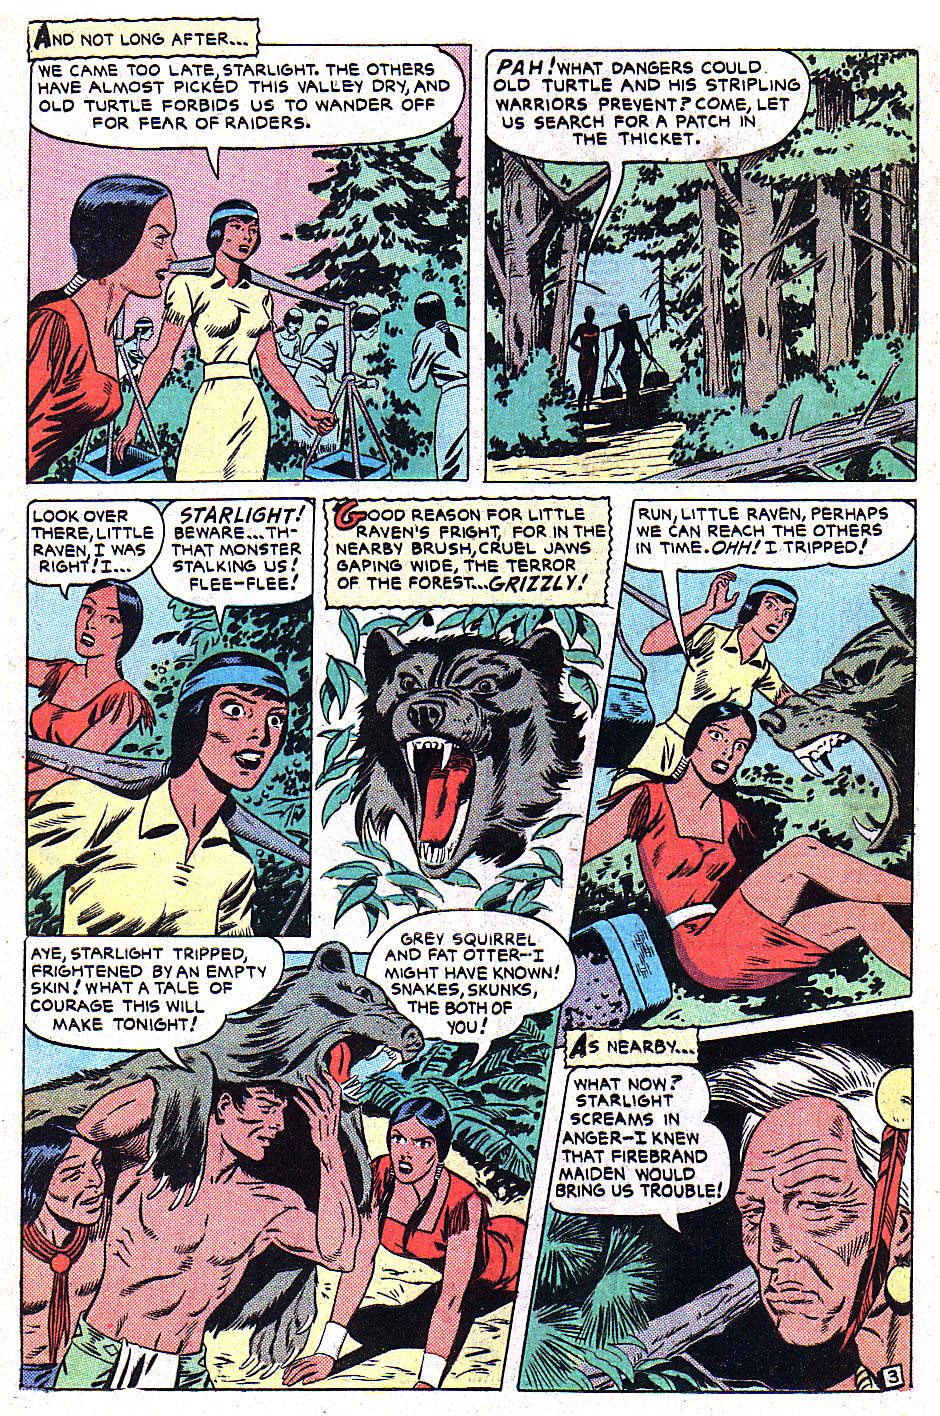 AND NOT LONG AFTER...
WE CAME TOO LATE, STARLIGHT. THE OTHERS
HAVE ALMOST PICKED THIS VALLEY DRY, AND
OLD TURTLE FORBIDS US TO WANDER OFF
FOR FEAR OF RAIDERS.
PAH! WHAT DANGERS COULD
OLD TURTLE AND HIS STRIPLING
WARRIORS PREVENT? COME, LET
US SEARCH FOR A PATCH IN
THE THICKET.
LOOK OVER
THERE, LITTLE
RAVEN, I WAS
RIGHT! I...
STARLIGHT!
BEWARE...TH-
THAT MONSTER
STALKING US!
FLEE-FLEE!
GOOD REASON FOR LITTLE
RAVEN'S FRIGHT, FOR IN THE
NEARBY BRUSH, CRUEL JAWS
GAPING WIDE, THE TERROR
OF THE FOREST... GRIZZLY!
RUN, LITTLE RAVEN, PERHAPS
WE CAN REACH THE OTHERS
IN TIME. OHH! I TRIPPED!
AYE, STARLIGHT TRIPPED,
FRIGHTENED BY AN EMPTY
SKIN! WHAT A TALE OF
COURAGE THIS WILL
MAKE TONIGHT!
GREY SQUIRREL
AND FAT OTTER--I
MIGHT HAVE KNOWN!
SNAKES, SKUNKS,
THE BOTH OF
YOU!
AS NEARBY...
WHAT NOW?
STARLIGHT
SCREAMS IN
ANGER-I KNEW
THAT FIREBRAND
MAIDEN WOULD
BRING US TROUBLE!
3